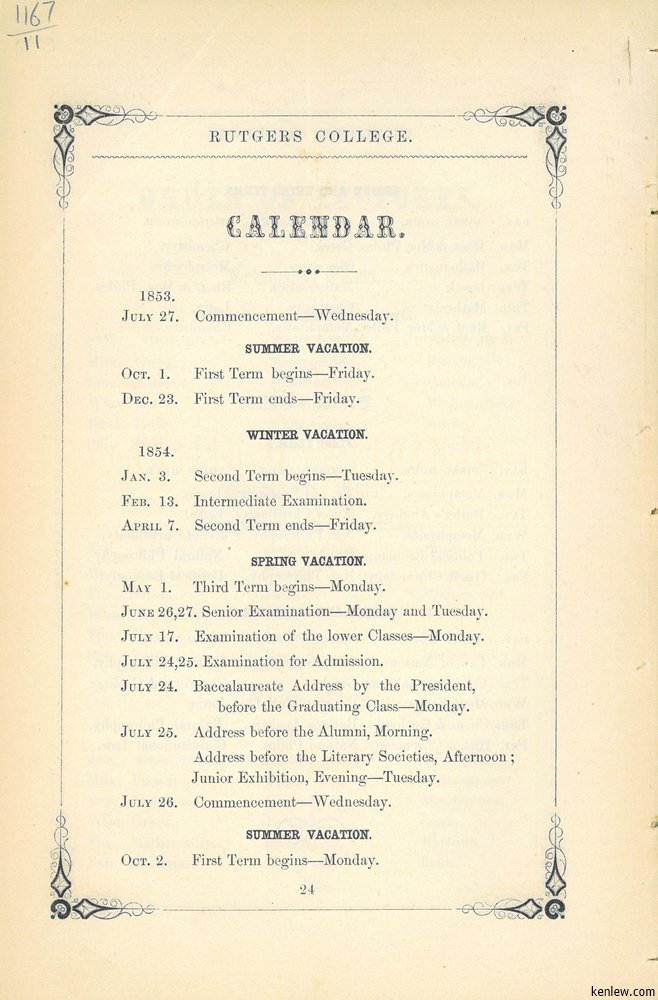 1167
11
RUTGERS COLLEGE.
CALENDAR.
1853.
JULY 27. Commencement—Wednesday.
SUMMER VACATION.
OCT. 1. First Term begins—Friday.
DEC. 23. First Term ends—Friday.
WINTER VACATION.
1854.
JAN. 3. Second Term begins—Tuesday.
FEB. 13. Intermediate Examination.
APRIL 7. Second Term ends—Friday.
SPRING VACATION.
MAY 1. Third Term begins—Monday.
JUNE 26,27. Senior Examination—Monday and Tuesday.
JULY 17. Examination of the lower Classes—Monday.
JULY 24,25. Examination for Admission.
JULY 24. Baccalaureate Address by the President,
before the Graduating Class—Monday.
JULY 25. Address before the Alumni, Morning.
Address before the Literary Societies, Afternoon ;
Junior Exhibition, Evening—Tuesday.
JULY 26. Commencement—Wednesday.
SUMMER VACATION.
OCT. 2. First Term begins—Monday.
24
kenlew.com